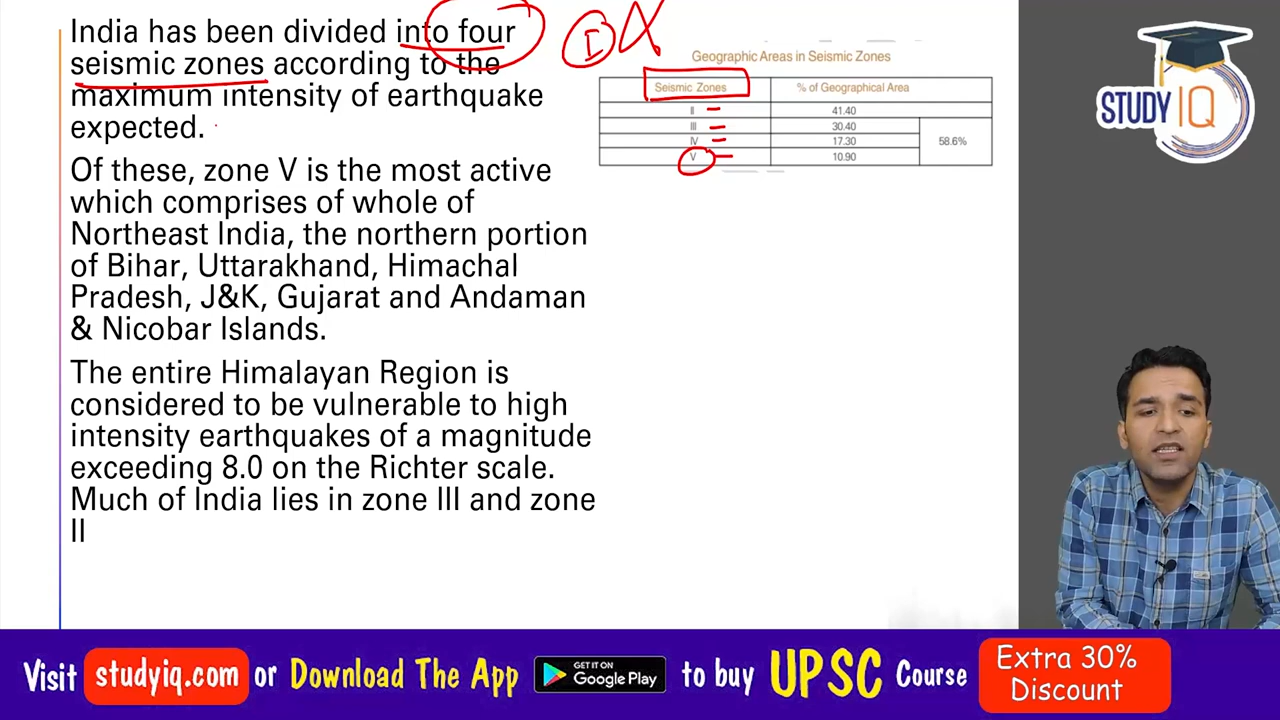 India has been divided into four
seismic zones according to the
maximum intensity of earthquake
expected.
Of these, zone V is the most active
which comprises of whole of
Northeast India, the northern portion
of Bihar, Uttarakhand, Himachal
Pradesh, J&K, Gujarat and Andaman
& Nicobar Islands.
The entire Himalayan Region is
considered to be vulnerable to high
intensity earthquakes of a magnitude
exceeding 8.0 on the Richter scale.
Much of India lies in zone III and zone
II
I
Geographic Areas in Seismic Zones
Seismic Zones % of Geographical Area
II 41.40
III 30.40
IV 17.30 58.6%
V 10.90
STUDY IQ
Visit studyiq.com or Download The App GET IT ON Google Play to buy UPSC Course
Extra 30%
Discount